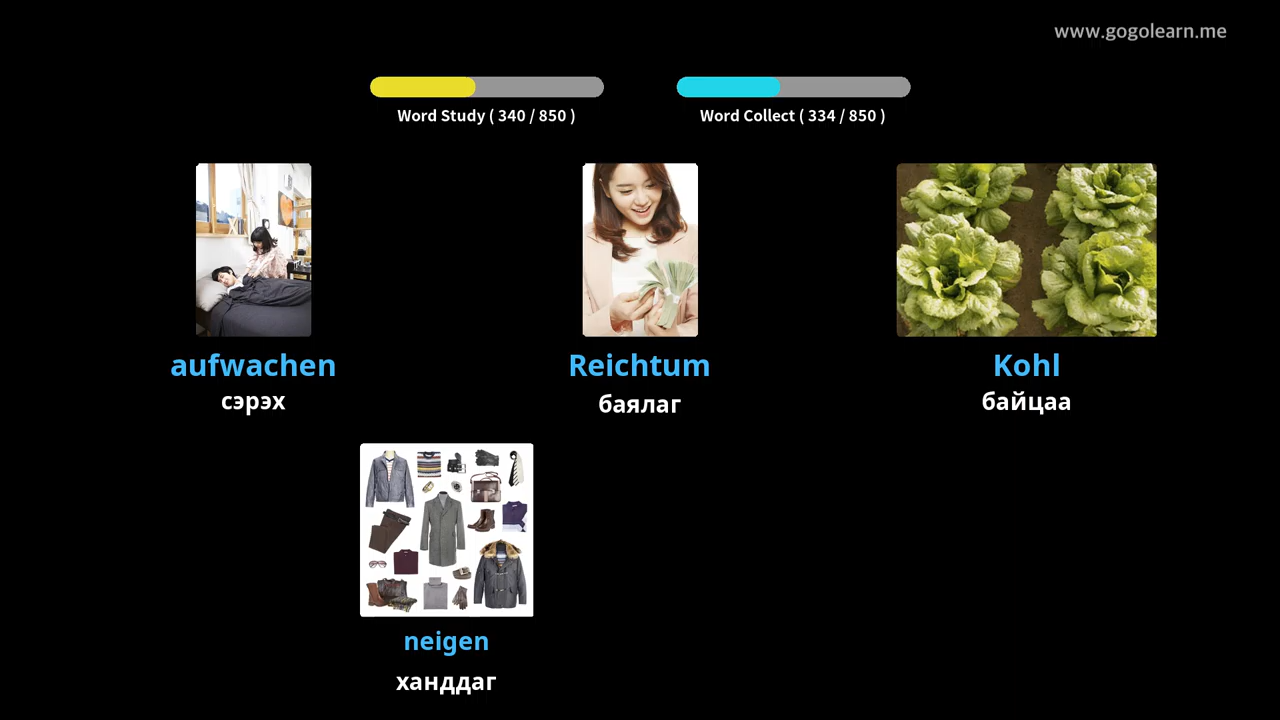 www.gogolearn.me
Word Study ( 340 / 850 )
Word Collect ( 334 / 850 )
aufwachen
сэрэх
Reichtum
баялаг
Kohl
байцаа
neigen
ханддаг